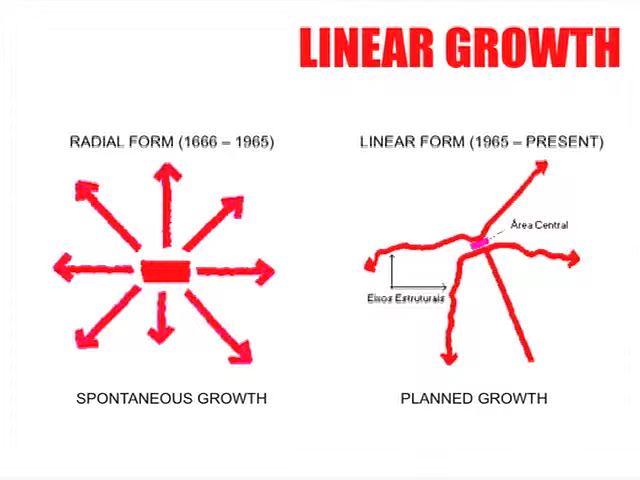 LINEAR GROWTH
RADIAL FORM (1666 – 1965)
LINEAR FORM (1965 – PRESENT)
Área Central
Eixos Estruturais
SPONTANEOUS GROWTH
PLANNED GROWTH